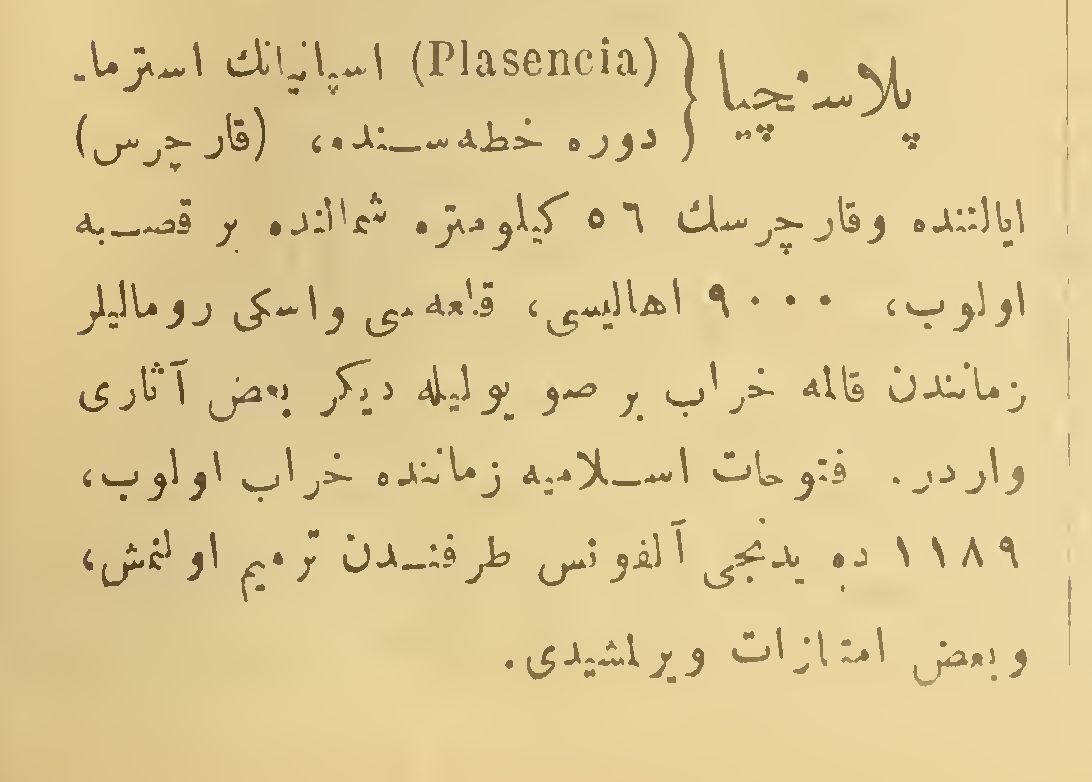 پلاسنچیا { (Plasencia) اسپانیانك استرما-
دوره خطه‌سنده، (قارچرس)
ایالتنده وقارچرسك ٥٦ كیلومتره شمالنده بر قصبه
اولوب، ٩٠٠٠ اهالیسی، قلعه‌سی واسكی رومالیلر
زمانندن قالمه خراب بر صو یولیله دیكر بعض آثاری
واردر. فتوحات اسلامیه زماننده خراب اولوب،
١١٨٩ ده یدنجی آلفونس طرفندن ترمیم اولنمش،
وبعض امتیازات ویرلمشیدی.